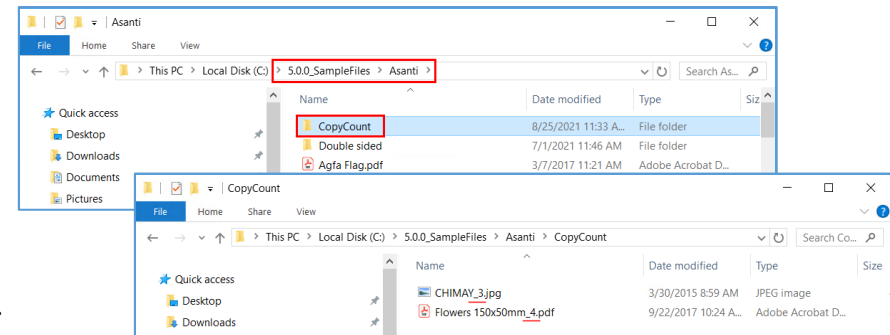 Asanti
File Home Share View
This PC > Local Disk (C:) > 5.0.0_SampleFiles > Asanti >
Search As...
Name Date modified Type Siz
Quick access
CopyCount 8/25/2021 11:33 A... File folder
Desktop
Double sided 7/1/2021 11:46 AM File folder
Downloads
Agfa Flag.pdf 3/7/2017 11:21 AM Adobe Acrobat D...
Documents
Pictures
CopyCount
File Home Share View
This PC > Local Disk (C:) > 5.0.0_SampleFiles > Asanti > CopyCount
Search Co...
Name Date modified Type Size
Quick access
CHIMAY_3.jpg 3/30/2015 8:59 AM JPEG image
Desktop
Flowers 150x50mm_4.pdf 9/22/2017 10:24 A... Adobe Acrobat D...
Downloads